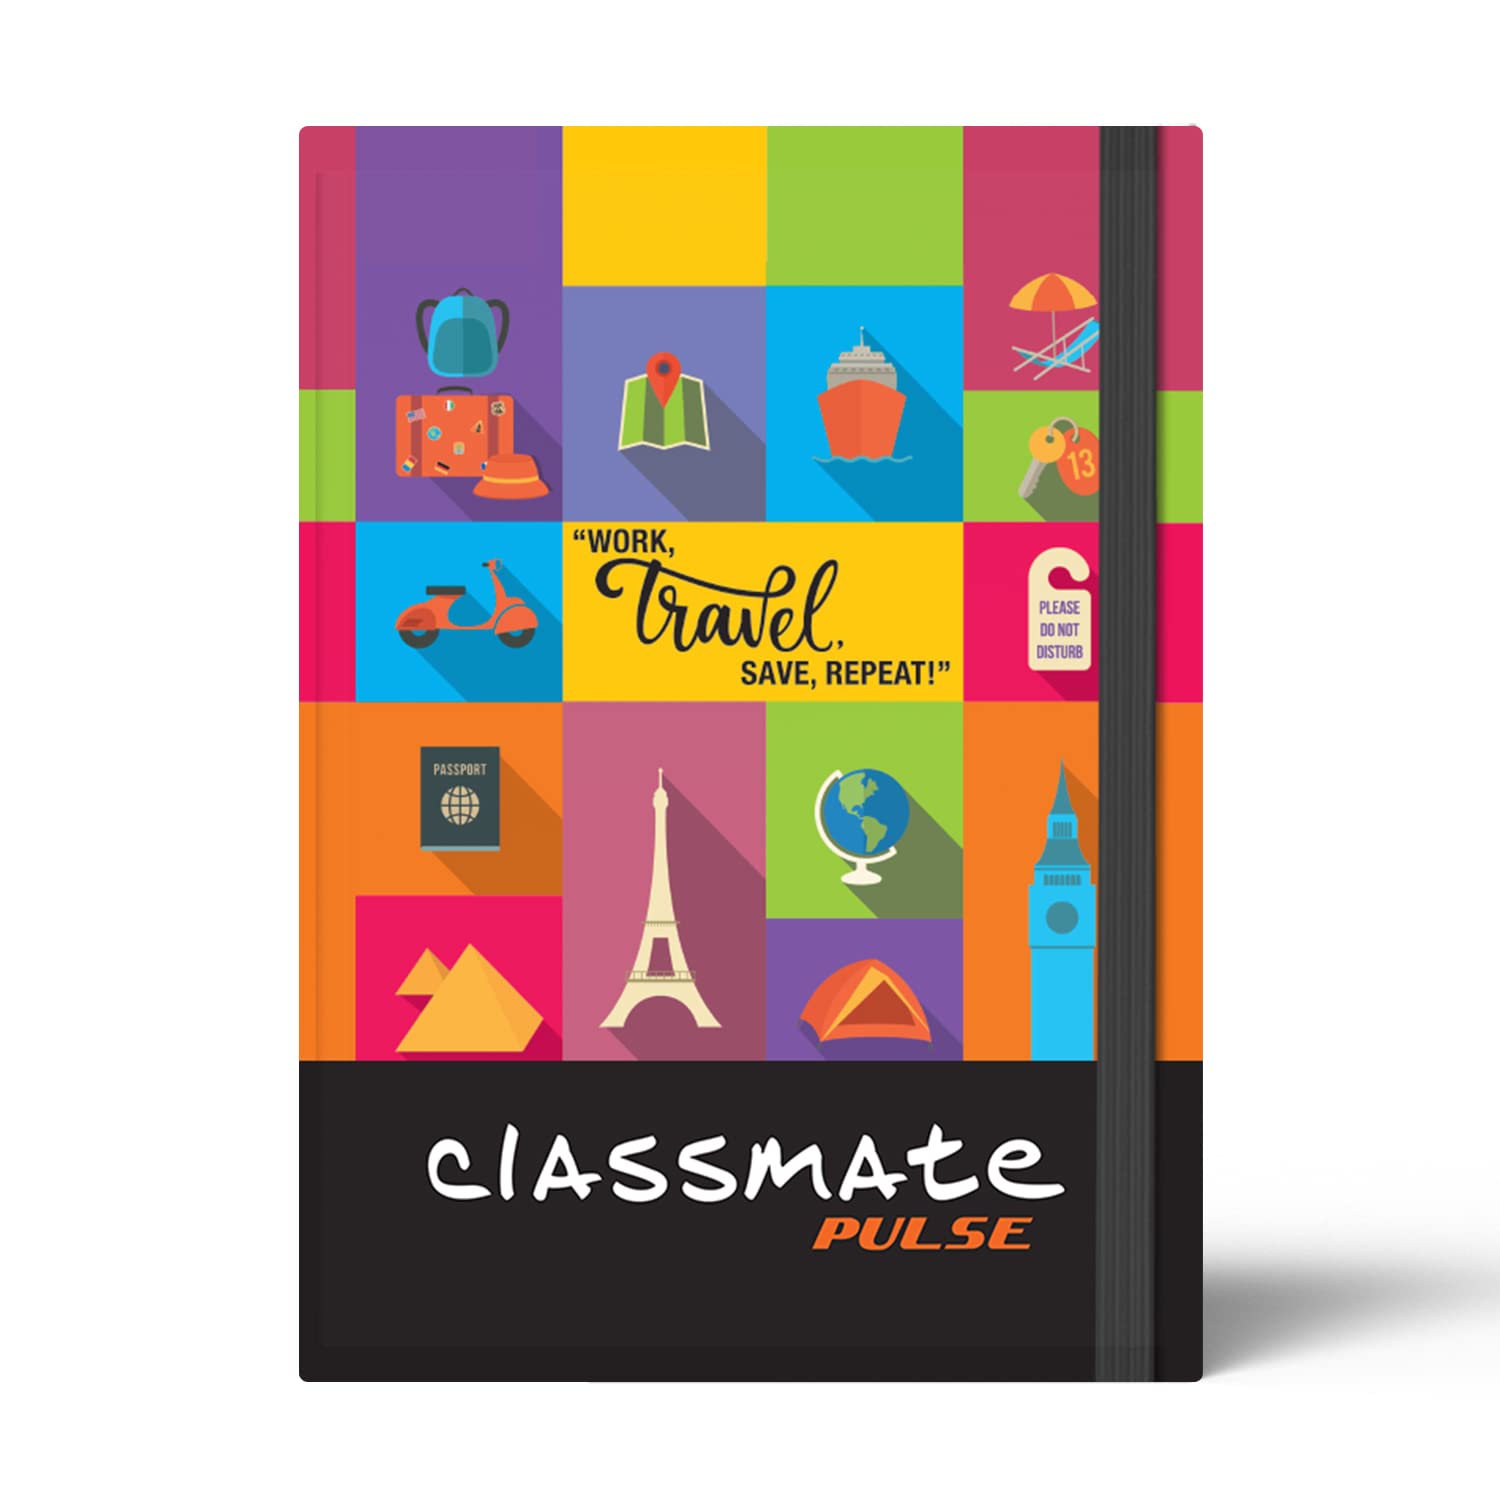 13
“WORK,
Travel,
SAVE, REPEAT!”
PLEASE
DO NOT
DISTURB
PASSPORT
classmate
PULSE